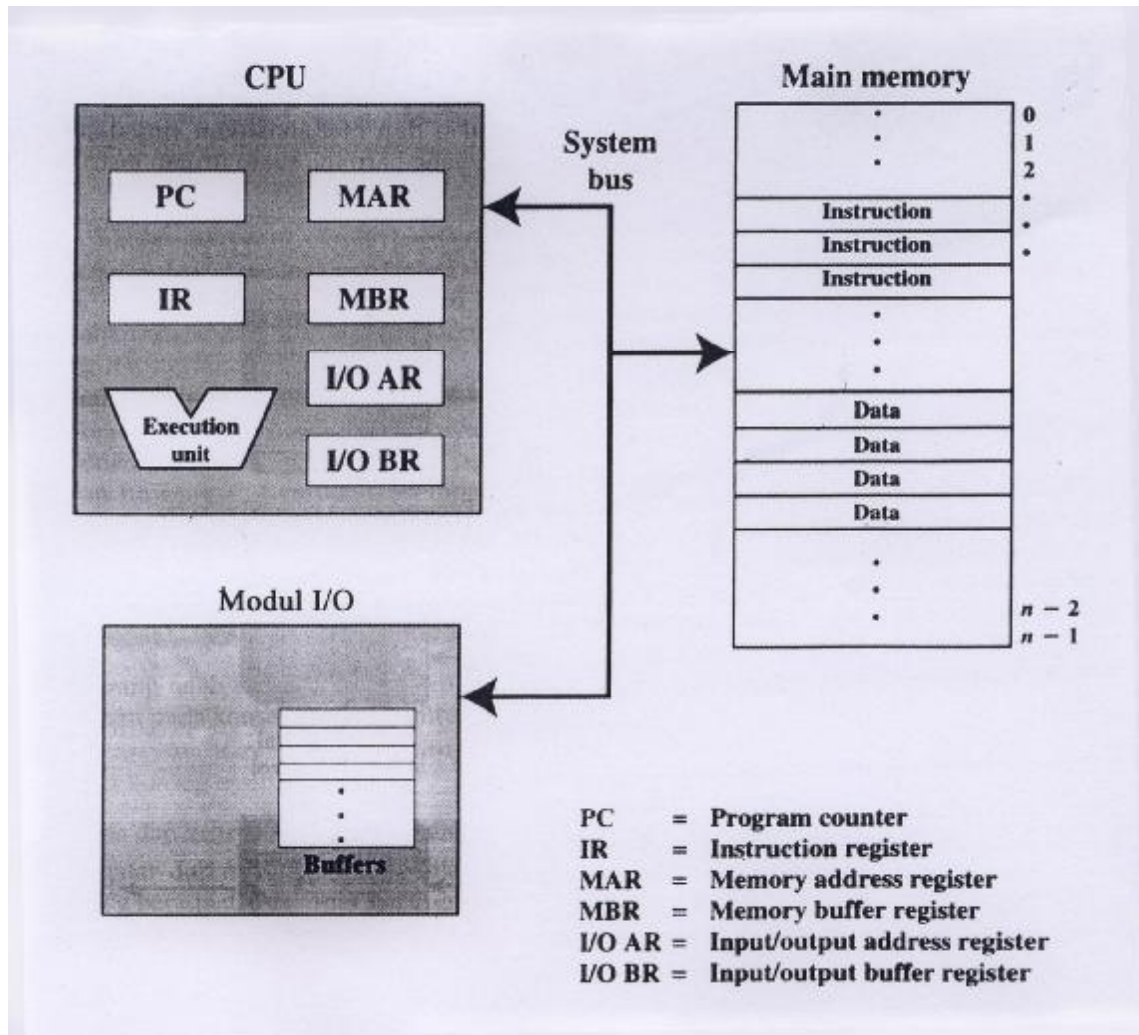 CPU
PC
MAR
IR
MBR
I/O AR
Execution
unit
I/O BR
System
bus
Main memory
0
1
2
Instruction
Instruction
Instruction
Data
Data
Data
Data
n − 2
n − 1
Modul I/O
Buffers
PC = Program counter
IR = Instruction register
MAR = Memory address register
MBR = Memory buffer register
I/O AR = Input/output address register
I/O BR = Input/output buffer register